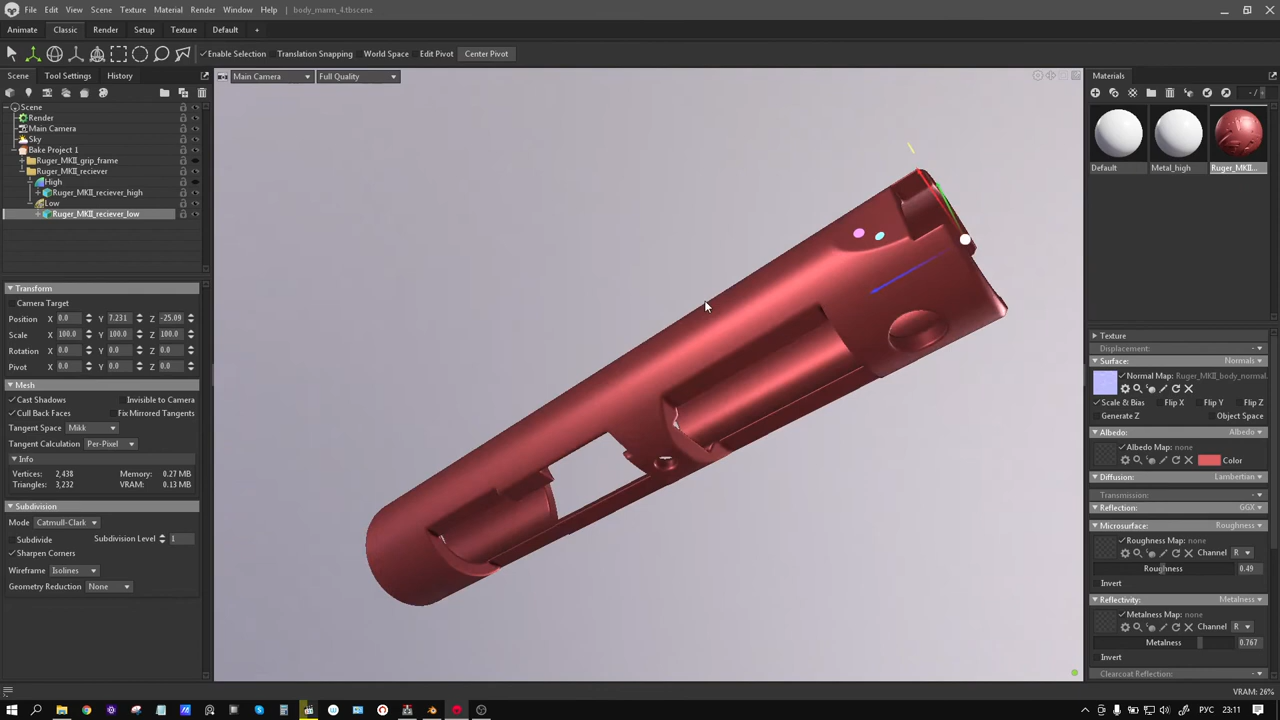 File Edit View Scene Texture Material Render Window Help body_marm_4.tbscene
Animate Classic Render Setup Texture Default +
Enable Selection Translation Snapping World Space Edit Pivot Center Pivot
Scene Tool Settings History
Main Camera Full Quality
Materials
Scene
Render
Main Camera
Sky
Bake Project 1
Ruger_MKII_grip_frame
Ruger_MKII_reciever
High
Ruger_MKII_reciever_high
Low
Ruger_MKII_reciever_low
Default Metal_high Ruger_MKII...
Transform
Camera Target
Position X 0.0 Y 7.231 Z -25.09
Scale X 100.0 Y 100.0 Z 100.0
Rotation X 0.0 Y 0.0 Z 0.0
Pivot X 0.0 Y 0.0 Z 0.0
Mesh
Cast Shadows Invisible to Camera
Cull Back Faces Fix Mirrored Tangents
Tangent Space Mikk
Tangent Calculation Per-Pixel
Info
Vertices: 2,438 Memory: 0.27 MB
Triangles: 3,232 VRAM: 0.13 MB
Subdivision
Mode Catmull-Clark
Subdivide Subdivision Level 1
Sharpen Corners
Wireframe Isolines
Geometry Reduction None
Texture
Displacement:
Surface: Normals
Normal Map: Ruger_MKII_body_normal.
Scale & Bias Flip X Flip Y Flip Z
Generate Z Object Space
Albedo: Albedo
Albedo Map: none
Color
Diffusion: Lambertian
Transmission:
Reflection: GGX
Microsurface: Roughness
Roughness Map: none
Channel R
Roughness 0.49
Invert
Reflectivity: Metalness
Metalness Map: none
Channel R
Metalness 0.767
Invert
Clearcoat Reflection:
VRAM: 26%
РУС 23:11